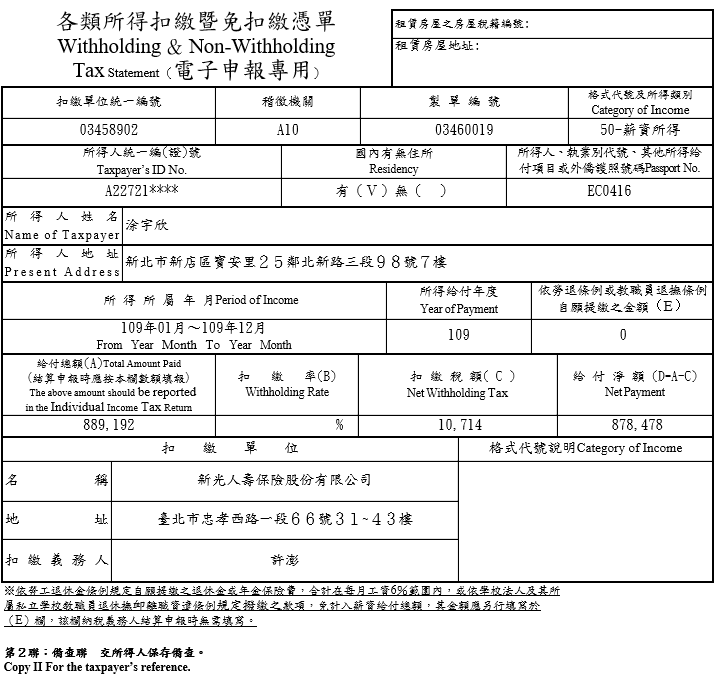 各類所得扣繳暨免扣繳憑單
Withholding & Non-Withholding
Tax Statement（電子申報專用）
租賃房屋之房屋稅籍編號：
租賃房屋地址：
扣繳單位統一編號 稽徵機關 製單編號 格式代號及所得類別
Category of Income
03458902 A10 03460019 50-薪資所得
所得人統一編(證)號 國內有無住所 所得人、執業別代號、其他所得給
Taxpayer's ID No. Residency 付項目或外僑護照號碼Passport No.
A22721**** 有（V）無（ ） EC0416
所得人姓名
Name of Taxpayer
涂宇欣
所得人地址
Present Address
新北市新店區寶安里２５鄰北新路三段９８號７樓
所得所屬年月Period of Income 所得給付年度 依勞退條例或教職員退撫條例
Year of Payment 自願提繳之金額（E）
109年01月～109年12月 109 0
From Year Month To Year Month
給付總額(A)Total Amount Paid 扣繳率(B) 扣繳稅額(C) 給付淨額(D=A-C)
(結算申報時應按本欄數額填報) Withholding Rate Net Withholding Tax Net Payment
The above amount should be reported
in the Individual Income Tax Return
889,192 % 10,714 878,478
扣繳單位 格式代號說明Category of Income
名稱 新光人壽保險股份有限公司
地址 臺北市忠孝西路一段６６號３１~４３樓
扣繳義務人 許澎
※依勞工退休金條例規定自願提繳之退休金或年金保險費，合計在每月工資6%範圍內，或依學校法人及其所
屬私立學校教職員退休撫卹離職資遣條例規定撥繳之款項，免計入薪資給付總額，其金額應另行填寫於
（E）欄，該欄納稅義務人結算申報時無需填寫。
第２聯：備查聯 交所得人保存備查。
Copy II For the taxpayer's reference.